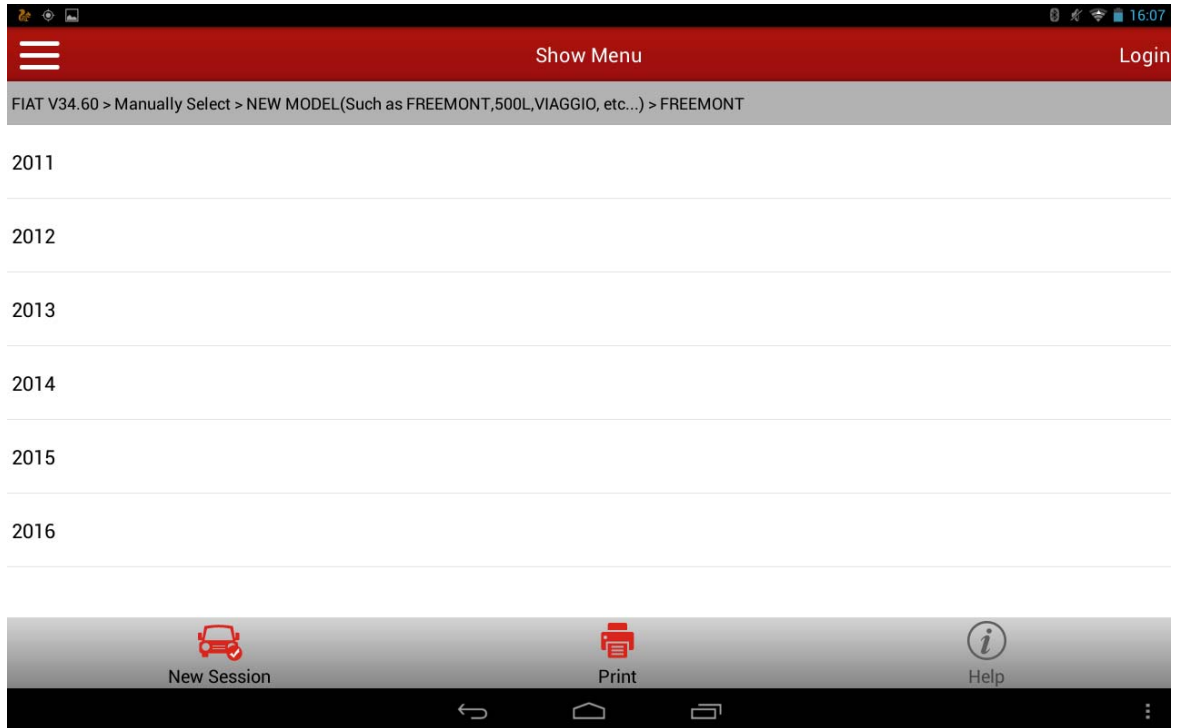 16:07
Show Menu
Login
FIAT V34.60 > Manually Select > NEW MODEL(Such as FREEMONT,500L,VIAGGIO, etc...) > FREEMONT
2011
2012
2013
2014
2015
2016
New Session
Print
Help